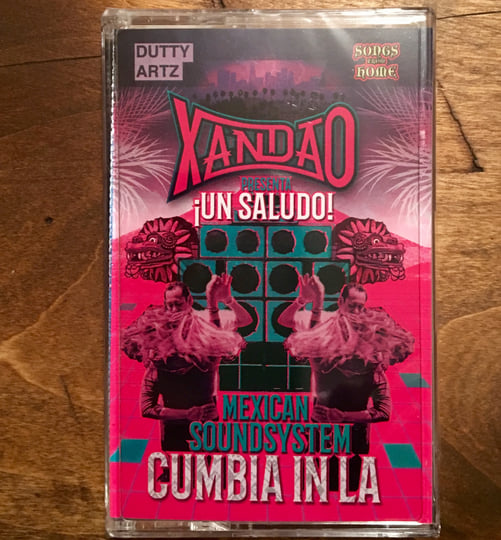 DUTTY
ARTZ
SONGS
HOME
XANDÃO
PRESENTA
¡UN SALUDO!
MEXICAN
SOUNDSYSTEM
CUMBIA IN LA